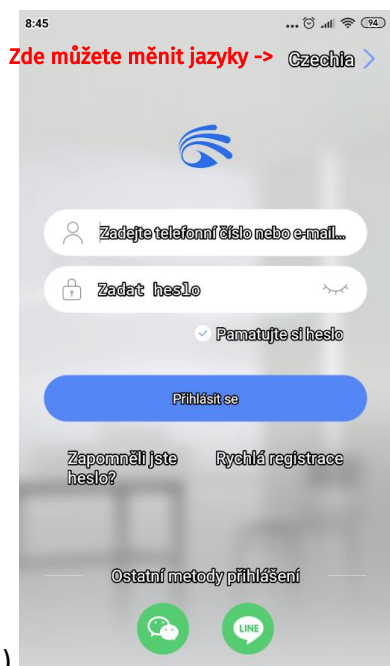 8:45 ... 94
Zde můžete měnit jazyky -> Czechia >
Zadejte telefonní číslo nebo e-mail...
Zadat heslo
Pamatujte si heslo
Přihlásit se
Zapomněli jste Rychlá registrace
heslo?
Ostatní metody přihlášení
LINE
)